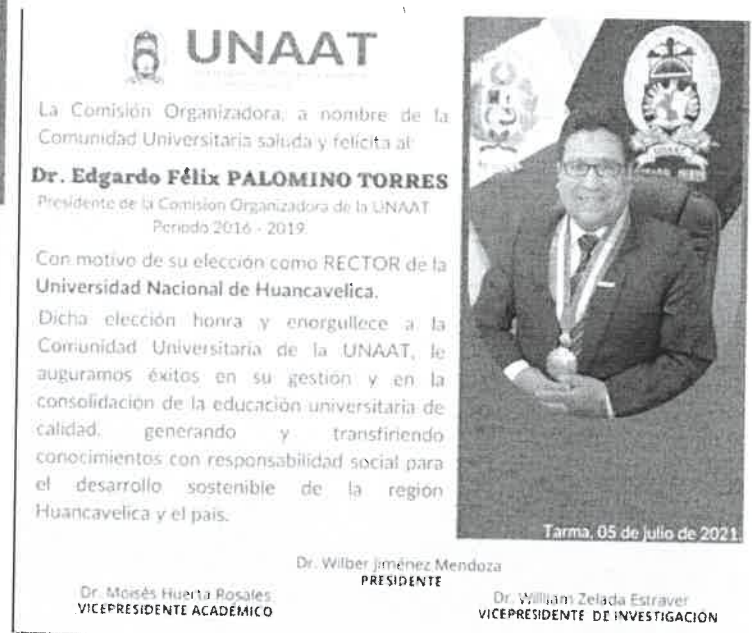 UNAAT
La Comisión Organizadora, a nombre de la
Comunidad Universitaria saluda y felicita al:
Dr. Edgardo Félix PALOMINO TORRES
Presidente de la Comisión Organizadora de la UNAAT
Periodo 2016 - 2019
Con motivo de su elección como RECTOR de la
Universidad Nacional de Huancavelica.
Dicha elección honra y enorgullece a la
Comunidad Universitaria de la UNAAT, le
auguramos éxitos en su gestión y en la
consolidación de la educación universitaria de
calidad, generando y transfiriendo
conocimientos con responsabilidad social para
el desarrollo sostenible de la región
Huancavelica y el país.
UNAAT
Tarma, 05 de julio de 2021
Dr. Wilber Jiménez Mendoza
PRESIDENTE
Dr. Moisés Huerta Rosales
VICEPRESIDENTE ACADÉMICO
Dr. William Zelada Estraver
VICEPRESIDENTE DE INVESTIGACIÓN